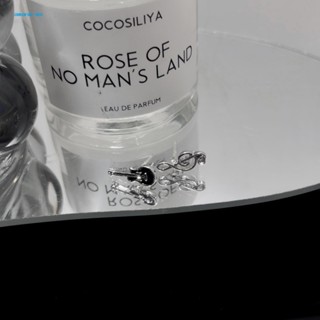 COCOSILIYA
ROSE OF
NO MAN'S LAND
EAU DE PARFUM